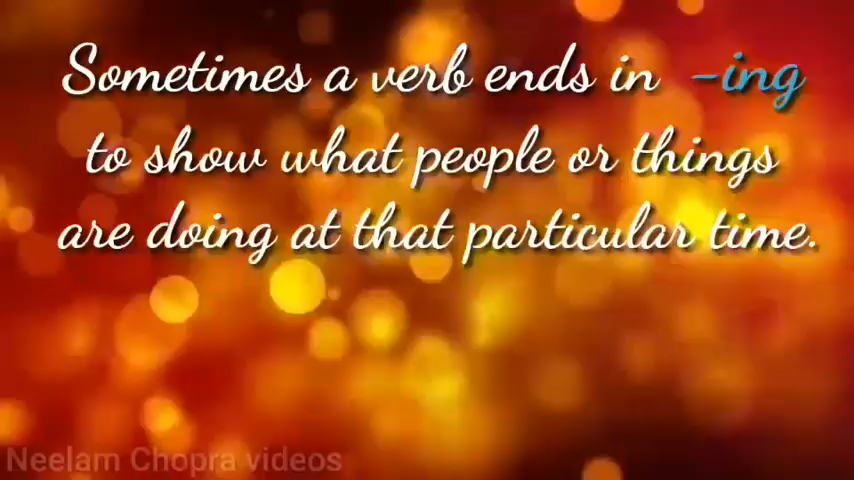 Sometimes a verb ends in -ing
to show what people or things
are doing at that particular time.
Neelam Chopra videos